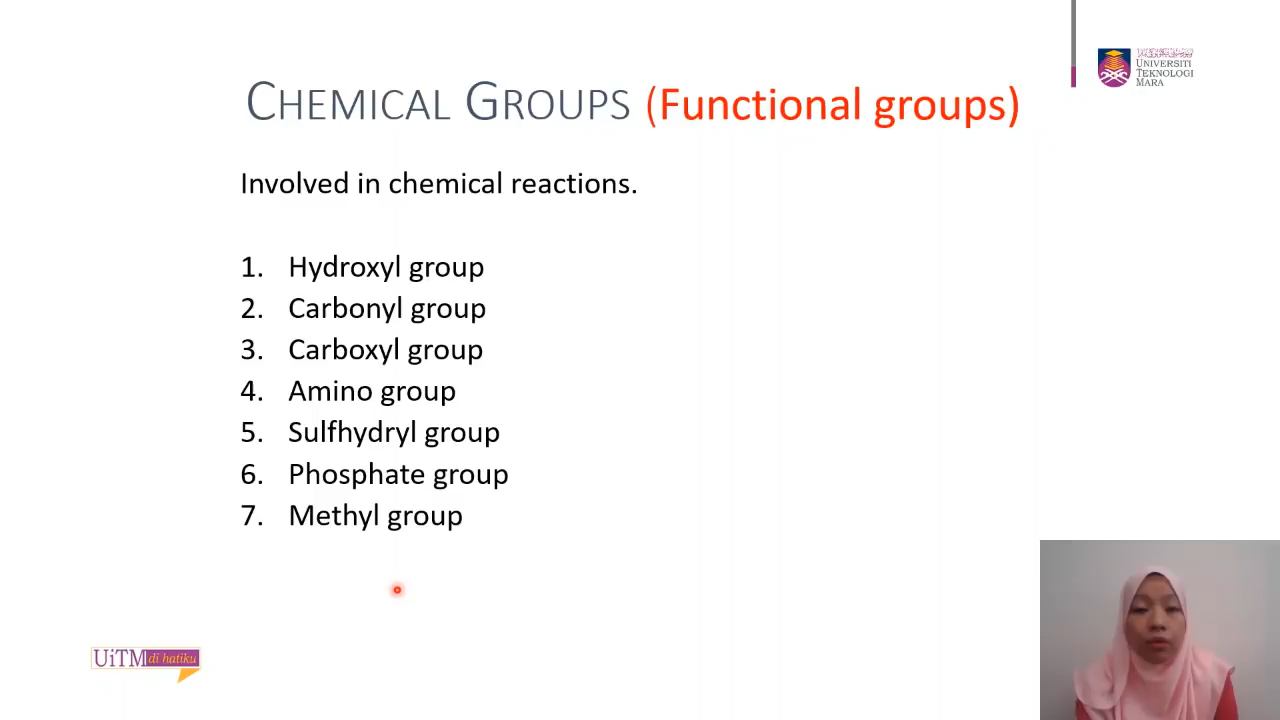 CHEMICAL GROUPS (Functional groups)
UNIVERSITI
TEKNOLOGI
MARA
Involved in chemical reactions.
1. Hydroxyl group
2. Carbonyl group
3. Carboxyl group
4. Amino group
5. Sulfhydryl group
6. Phosphate group
7. Methyl group
UiTM di hatiku